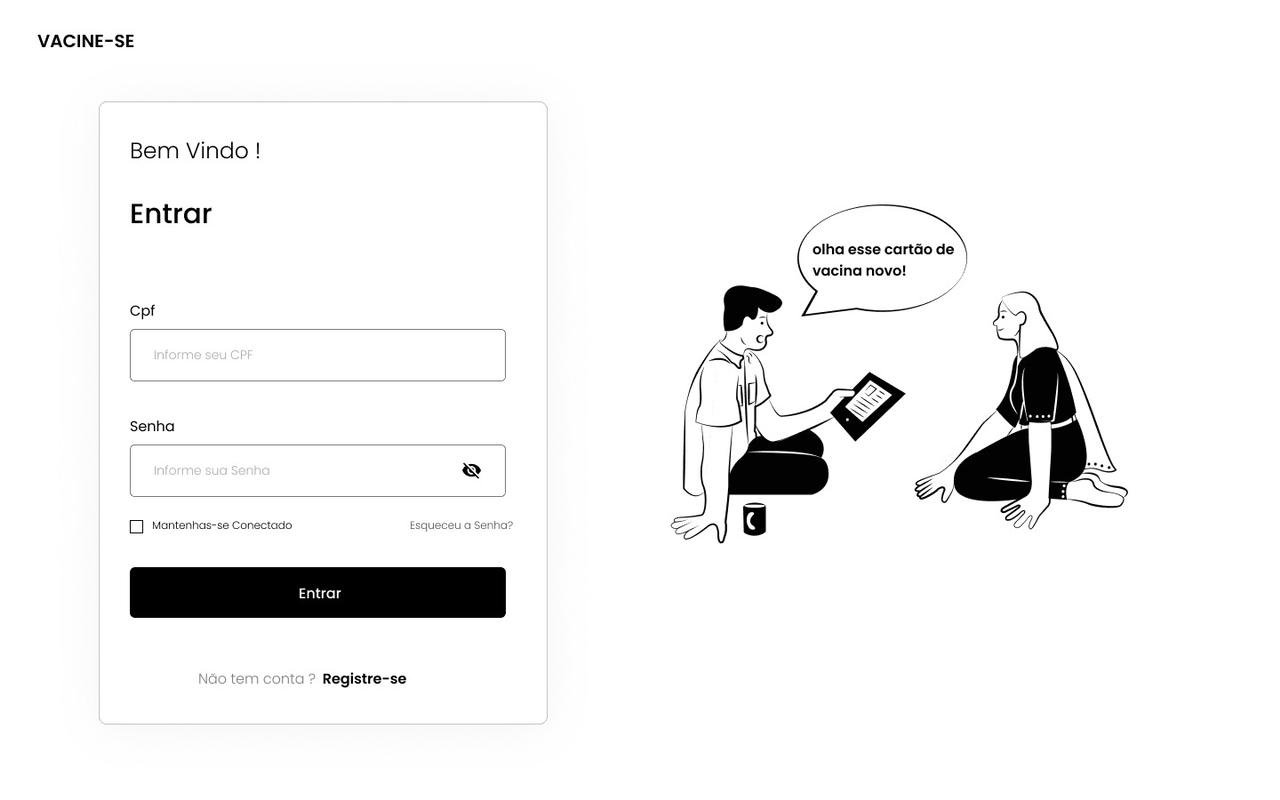 VACINE-SE
Bem Vindo !
Entrar
Cpf
Informe seu CPF
Senha
Informe sua Senha
Mantenhas-se Conectado
Esqueceu a Senha?
Entrar
Não tem conta ? Registre-se
olha esse cartão de
vacina novo!